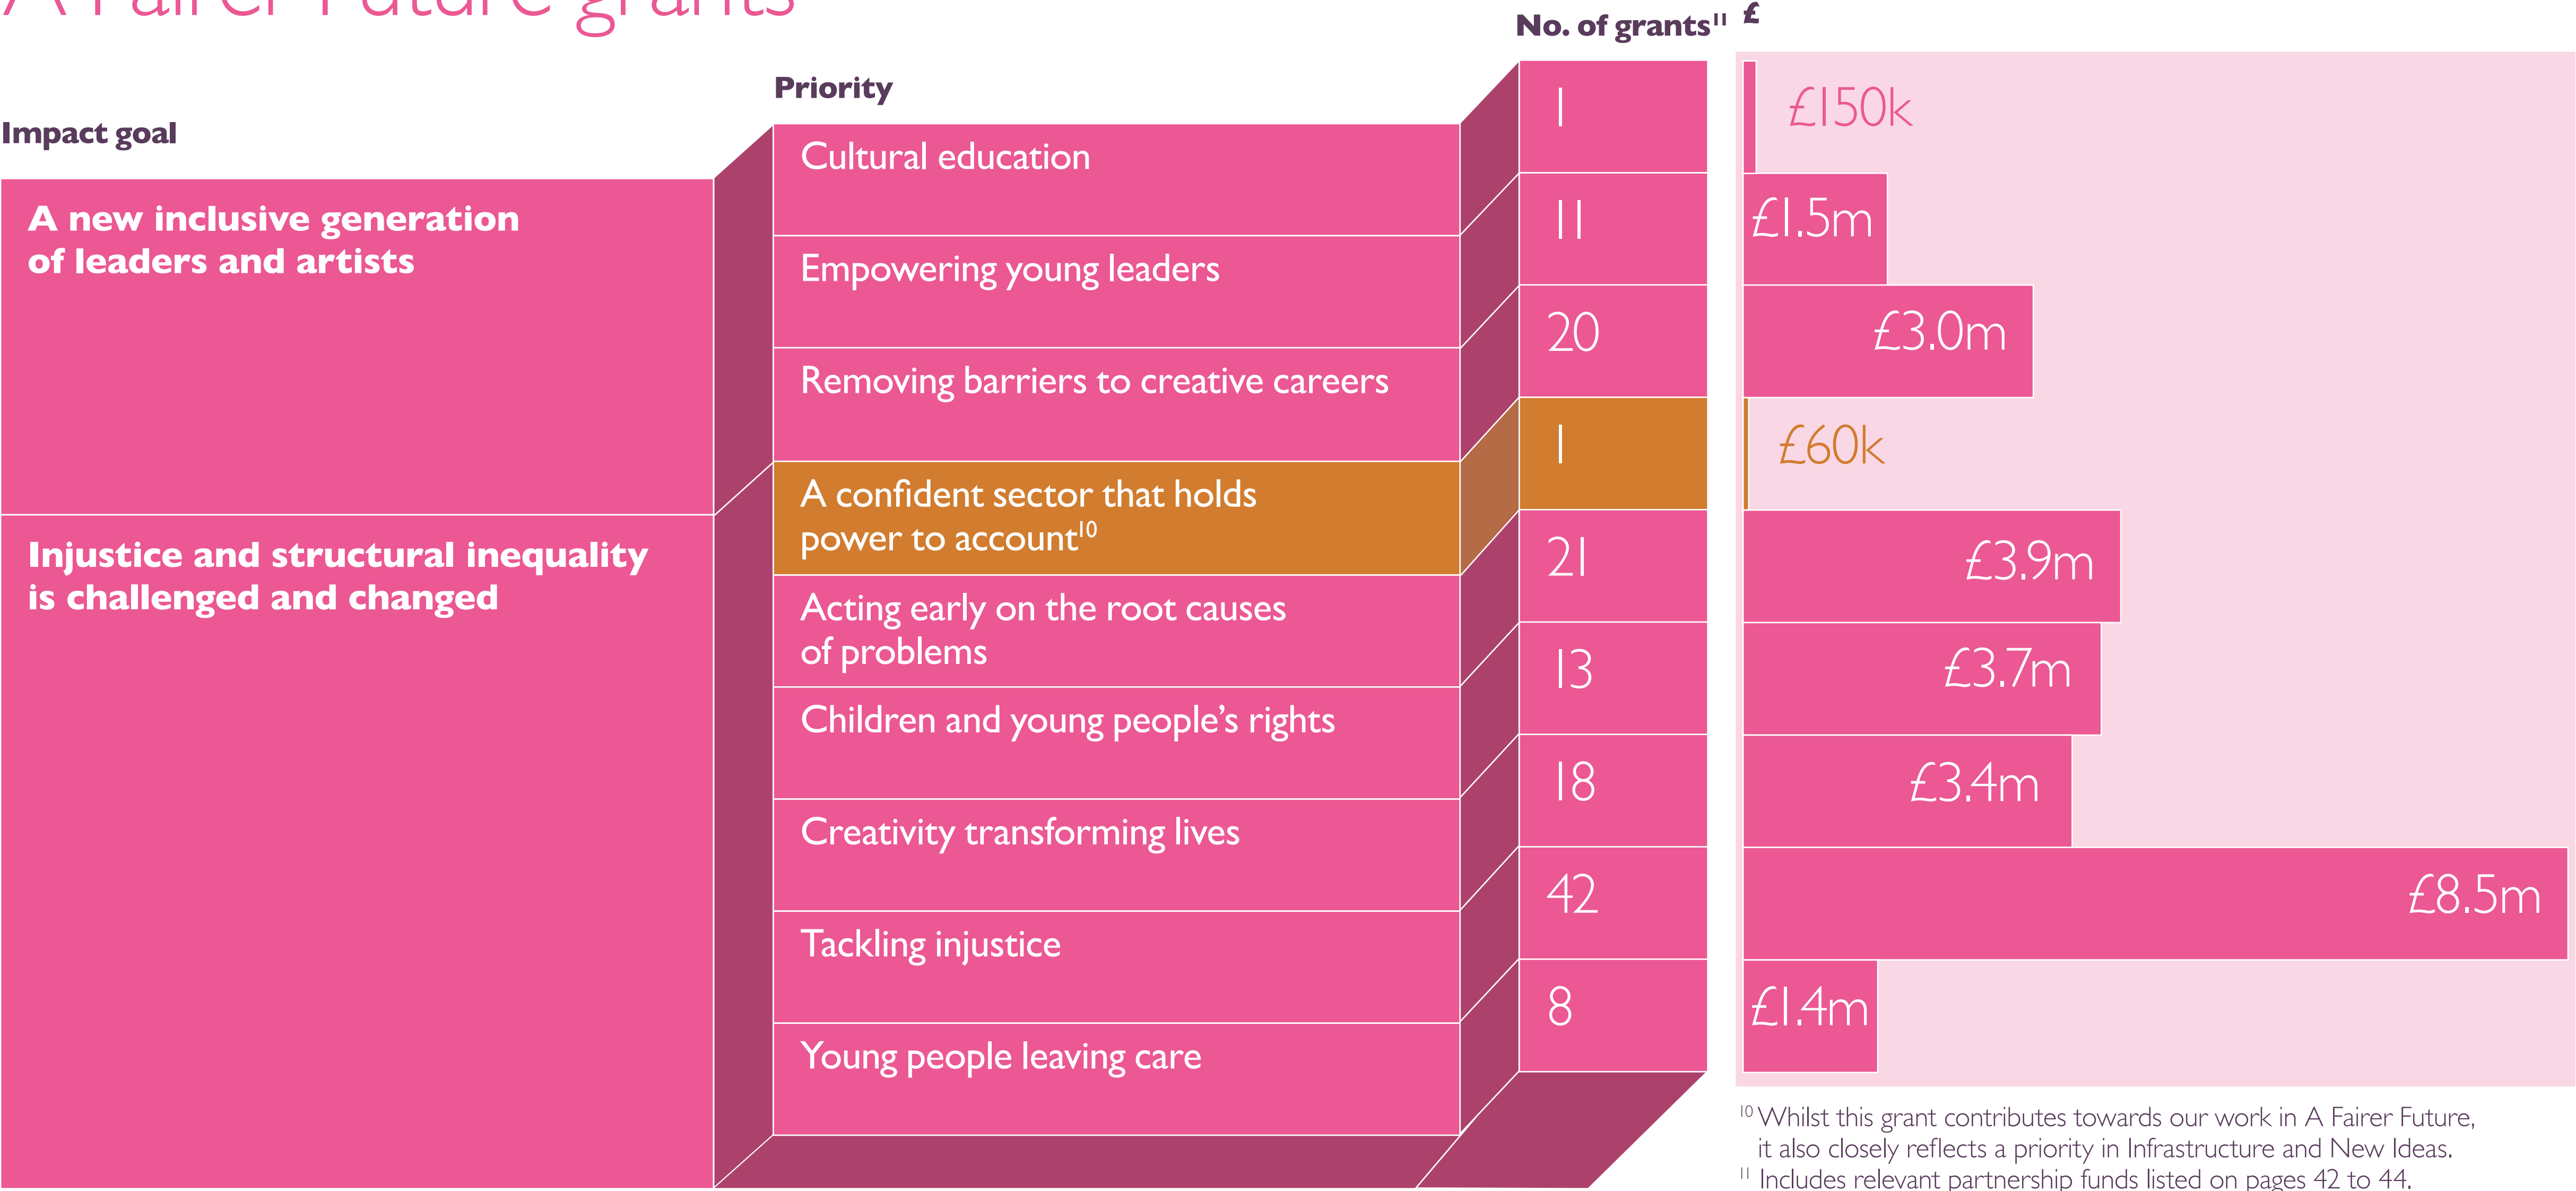 A Fairer Future grants
No. of grants¹¹ £
Priority
Impact goal
A new inclusive generation
of leaders and artists
Injustice and structural inequality
is challenged and changed
Cultural education
1
£150k
Empowering young leaders
11
£1.5m
Removing barriers to creative careers
20
£3.0m
A confident sector that holds
power to account¹⁰
1
£60k
Acting early on the root causes
of problems
21
£3.9m
Children and young people’s rights
13
£3.7m
Creativity transforming lives
18
£3.4m
Tackling injustice
42
£8.5m
Young people leaving care
8
£1.4m
¹⁰ Whilst this grant contributes towards our work in A Fairer Future,
it also closely reflects a priority in Infrastructure and New Ideas.
¹¹ Includes relevant partnership funds listed on pages 42 to 44.